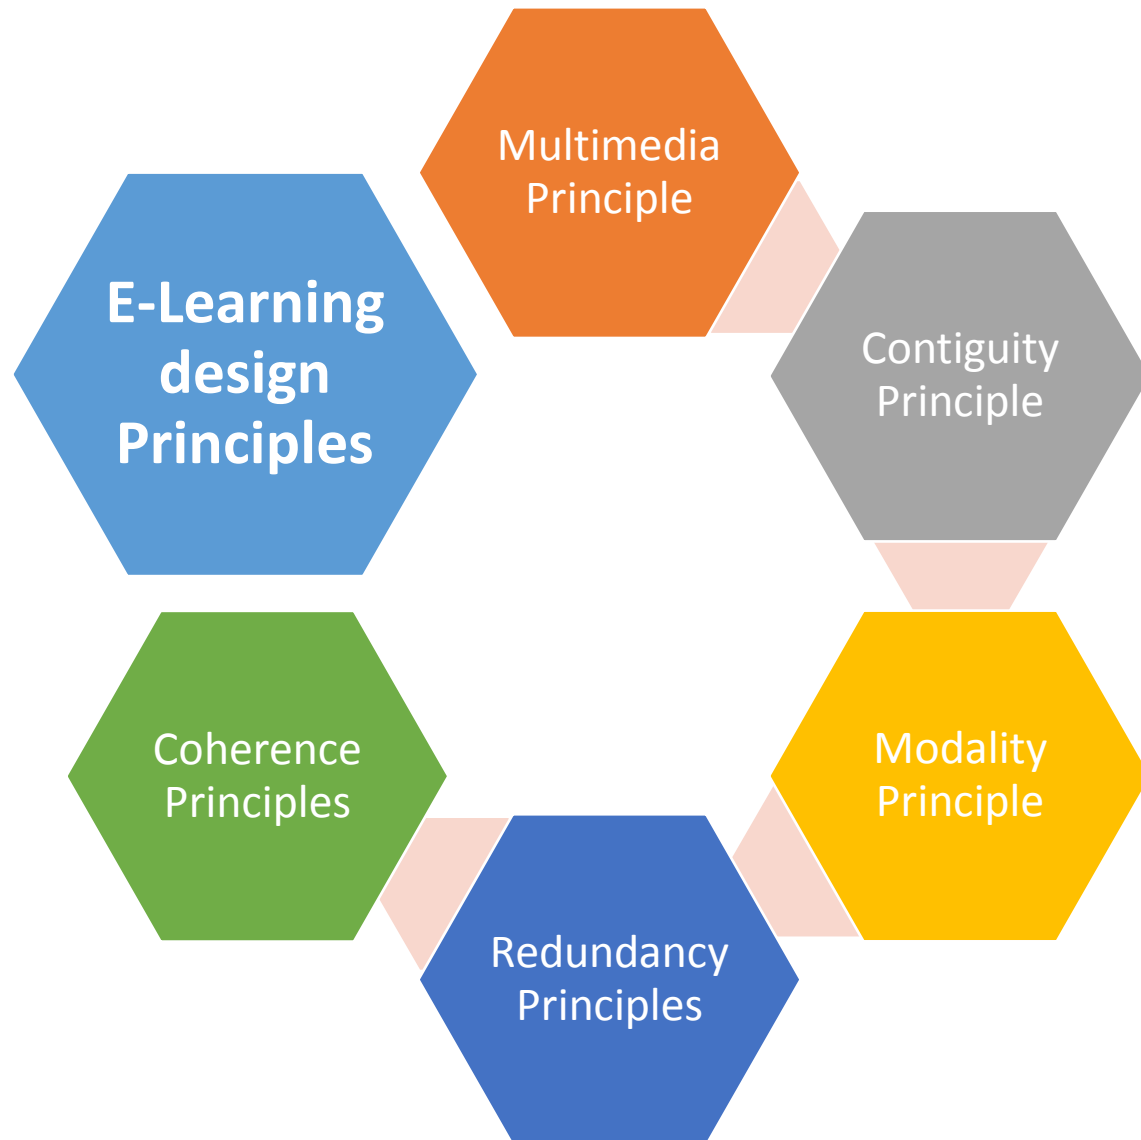 E-Learning
design
Principles
Multimedia
Principle
Contiguity
Principle
Modality
Principle
Redundancy
Principles
Coherence
Principles